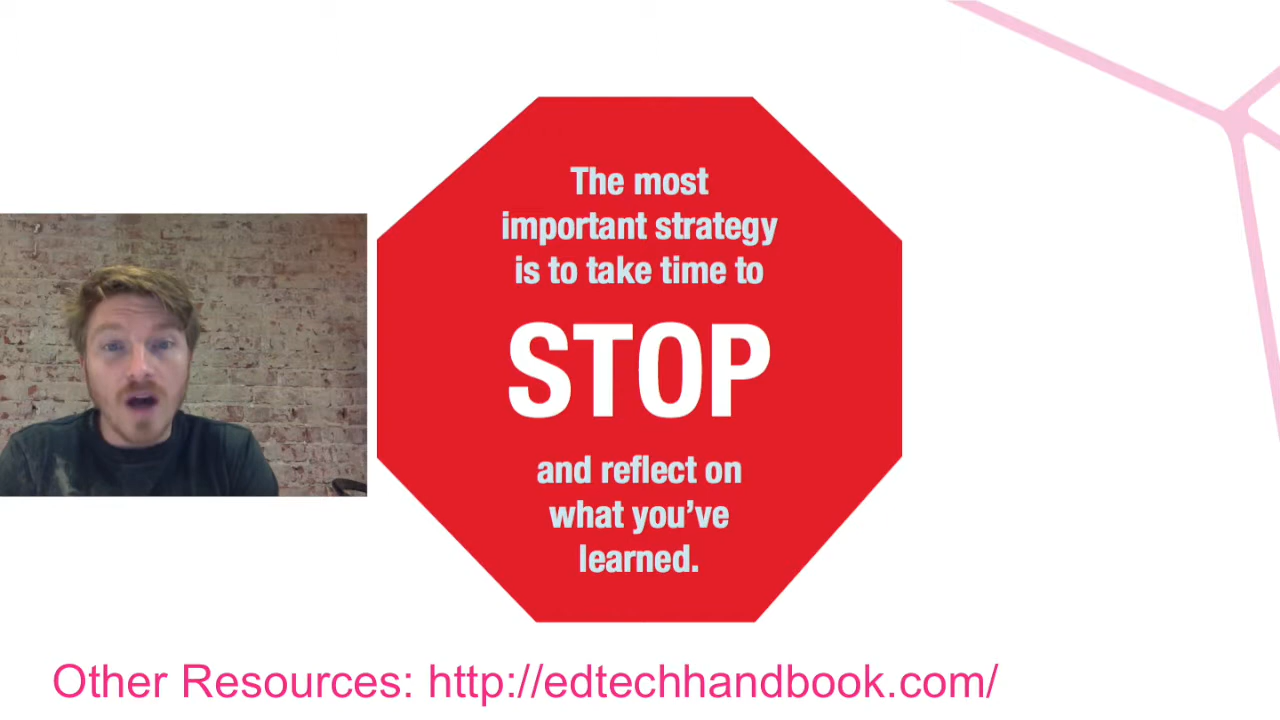 The most
important strategy
is to take time to
STOP
and reflect on
what you've
learned.
Other Resources: http://edtechhandbook.com/